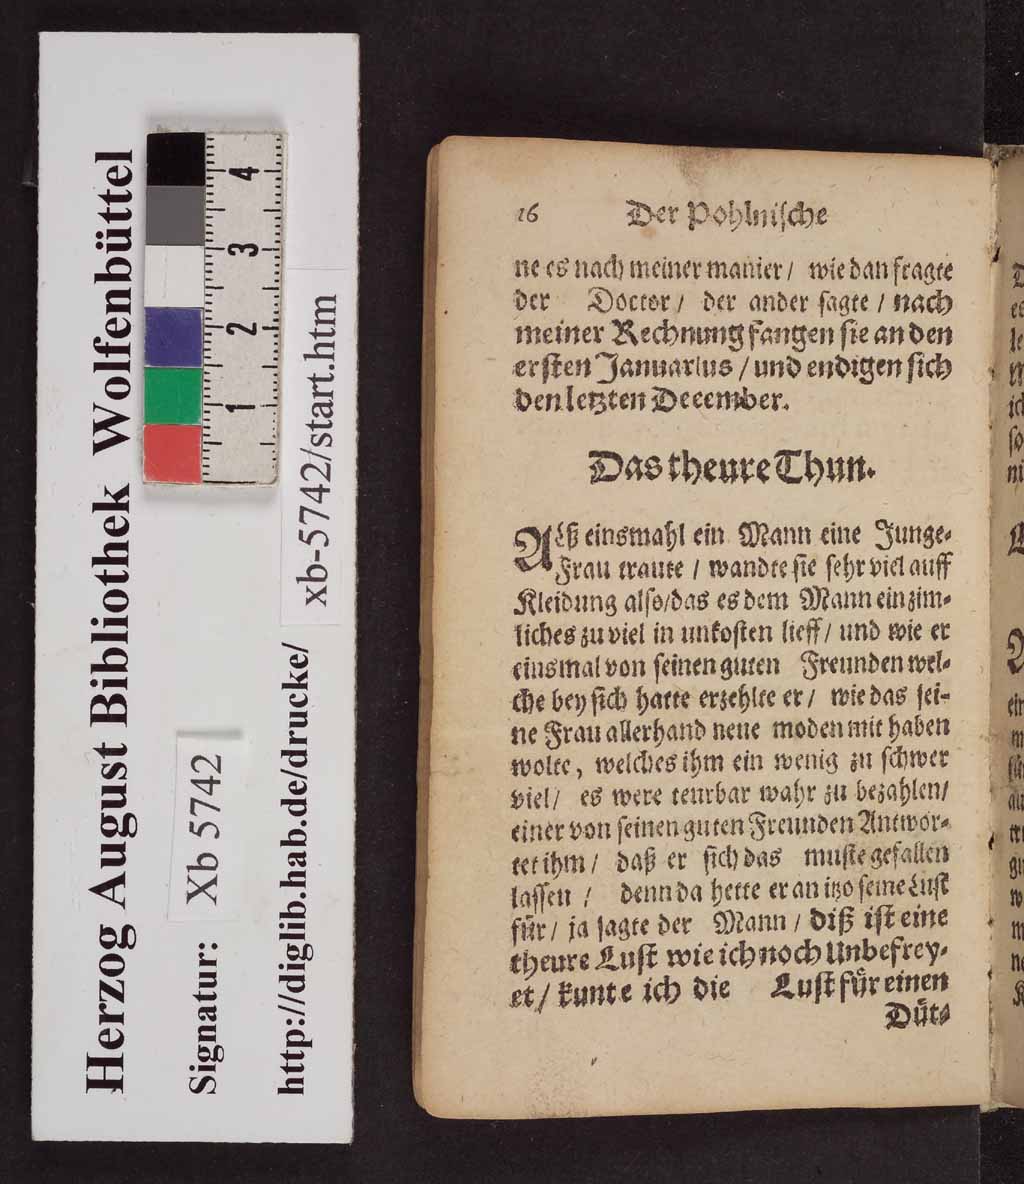 Herzog August Bibliothek Wolfenbüttel
Signatur: Xb 5742
http://diglib.hab.de/drucke/ xb-5742/start.htm
1 2 3 4
16 Der Pohlnische
ne es nach meiner manier / wie dan fragte
der Doctor / der ander sagte / nach
meiner Rechnung fangen sie an den
ersten Januarius / und endigen sich
den letzten December.
Das theure Thun.
Alß einsmahl ein Mann eine Junge-
Frau traute / wandte sie sehr viel auff
Kleidung also/das es dem Mann ein zim-
liches zu viel in unkosten lieff / und wie er
einsmal von seinen guten Freunden wel-
che bey sich hatte erzehlte er / wie das sei-
ne Frau allerhand neue moden mit haben
wolte, welches ihm ein wenig zu schwer
viel / es were teurbar wahr zu bezahlen/
einer von seinen guten Freunden Antwor-
tet ihm / daß er sich das muste gefallen
lassen / denn da hette er an itzo seine Lust
für / ja sagte der Mann / diß ist eine
theure Lust wie ich noch Unbefrey-
et / kunte ich die Lust für einen
Düt-